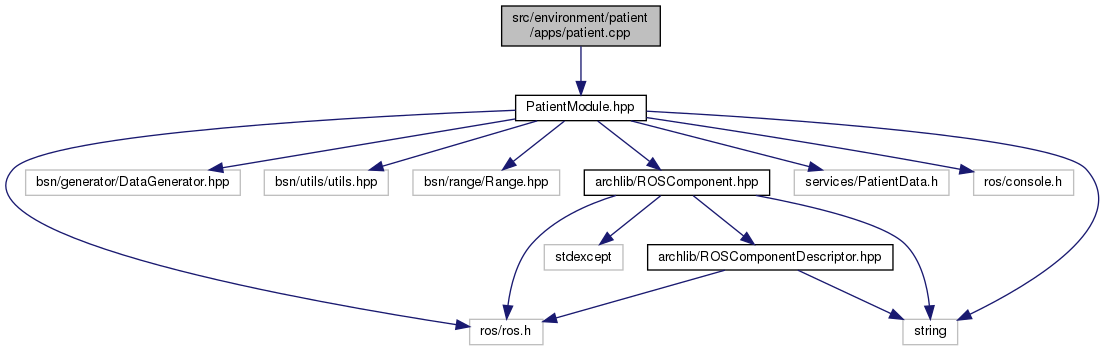 src/environment/patient
/apps/patient.cpp
PatientModule.hpp
bsn/generator/DataGenerator.hpp
bsn/utils/utils.hpp
bsn/range/Range.hpp
archlib/ROSComponent.hpp
services/PatientData.h
ros/console.h
stdexcept
archlib/ROSComponentDescriptor.hpp
ros/ros.h
string